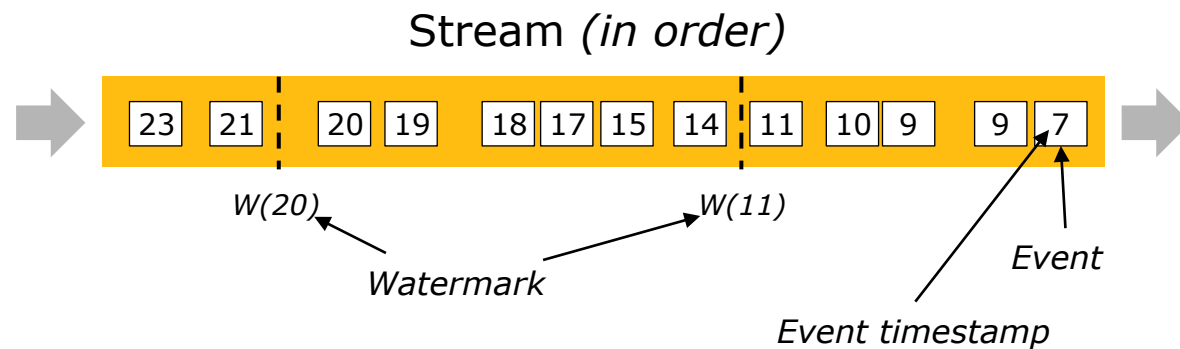 Stream (in order)
23 21 20 19 18 17 15 14 11 10 9 9 7
W(20) W(11)
Event
Watermark
Event timestamp